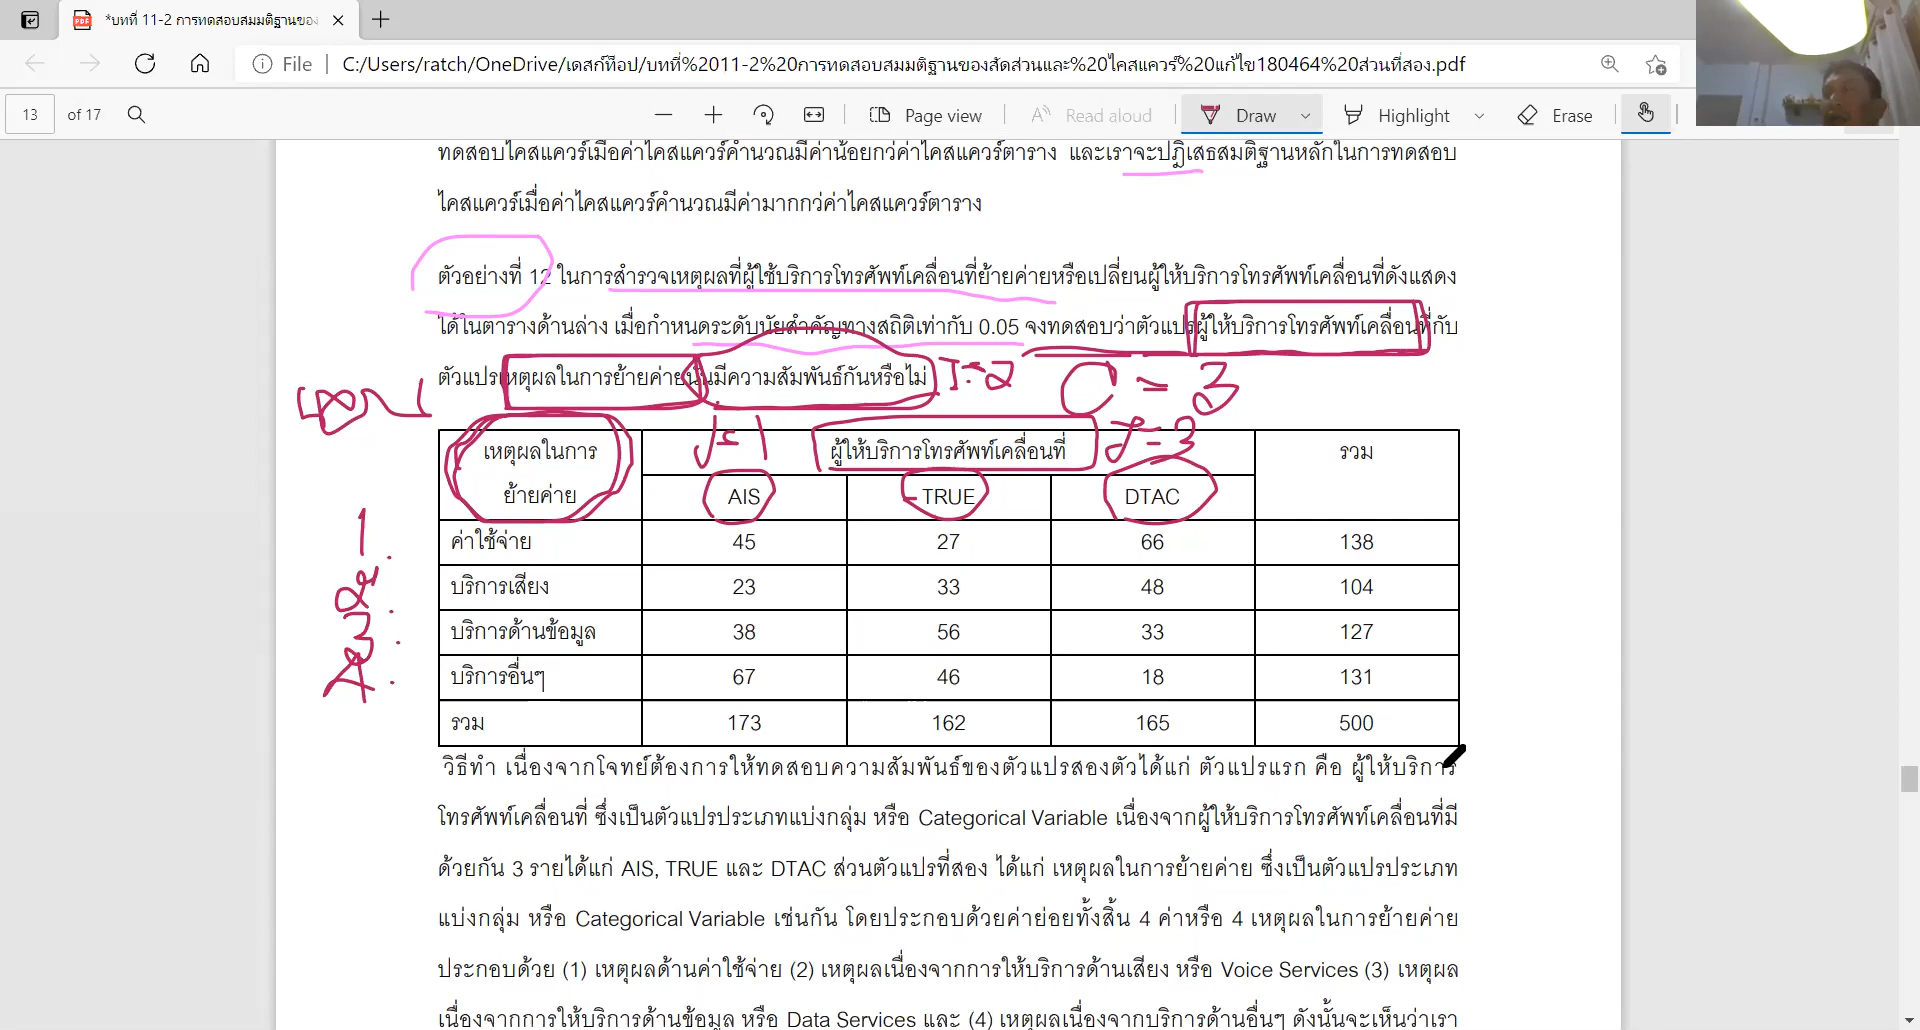 *บทที่ 11-2 การทดสอบสมมติฐานของ
File
C:/Users/ratch/OneDrive/เดสก์ท็อป/บทที่%2011-2%20การทดสอบสมมติฐานของสัดส่วนและ%20ไคสแควร์%20แก้ไข180464%20ส่วนที่สอง.pdf
13 of 17 Page view Read aloud Draw Highlight Erase
ทดสอบไคสแควร์เมื่อค่าไคสแควร์คำนวณมีค่าน้อยกว่าค่าไคสแควร์ตาราง และเราจะปฏิเสธสมติฐานหลักในการทดสอบ
ไคสแควร์เมื่อค่าไคสแควร์คำนวณมีค่ามากกว่าค่าไคสแควร์ตาราง
ตัวอย่างที่ 12 ในการสำรวจเหตุผลที่ผู้ใช้บริการโทรศัพท์เคลื่อนที่ย้ายค่ายหรือเปลี่ยนผู้ให้บริการโทรศัพท์เคลื่อนที่ดังแสดง
ได้ในตารางด้านล่าง เมื่อกำหนดระดับนัยสำคัญทางสถิติเท่ากับ 0.05 จงทดสอบว่าตัวแปรผู้ให้บริการโทรศัพท์เคลื่อนที่กับ
ตัวแปรเหตุผลในการย้ายค่ายนั้นมีความสัมพันธ์กันหรือไม่
C = 3
เหตุผลในการ
ย้ายค่าย
J=1 ผู้ให้บริการโทรศัพท์เคลื่อนที่ J=3 รวม
AIS TRUE DTAC
1. ค่าใช้จ่าย 45 27 66 138
2. บริการเสียง 23 33 48 104
3. บริการด้านข้อมูล 38 56 33 127
4. บริการอื่นๆ 67 46 18 131
รวม 173 162 165 500
วิธีทำ เนื่องจากโจทย์ต้องการให้ทดสอบความสัมพันธ์ของตัวแปรสองตัวได้แก่ ตัวแปรแรก คือ ผู้ให้บริการ
โทรศัพท์เคลื่อนที่ ซึ่งเป็นตัวแปรประเภทแบ่งกลุ่ม หรือ Categorical Variable เนื่องจากผู้ให้บริการโทรศัพท์เคลื่อนที่มี
ด้วยกัน 3 รายได้แก่ AIS, TRUE และ DTAC ส่วนตัวแปรที่สอง ได้แก่ เหตุผลในการย้ายค่าย ซึ่งเป็นตัวแปรประเภท
แบ่งกลุ่ม หรือ Categorical Variable เช่นกัน โดยประกอบด้วยค่าย่อยทั้งสิ้น 4 ค่าหรือ 4 เหตุผลในการย้ายค่าย
ประกอบด้วย (1) เหตุผลด้านค่าใช้จ่าย (2) เหตุผลเนื่องจากการให้บริการด้านเสียง หรือ Voice Services (3) เหตุผล
เนื่องจากการให้บริการด้านข้อมูล หรือ Data Services และ (4) เหตุผลเนื่องจากบริการด้านอื่นๆ ดังนั้นจะเห็นว่าเรา